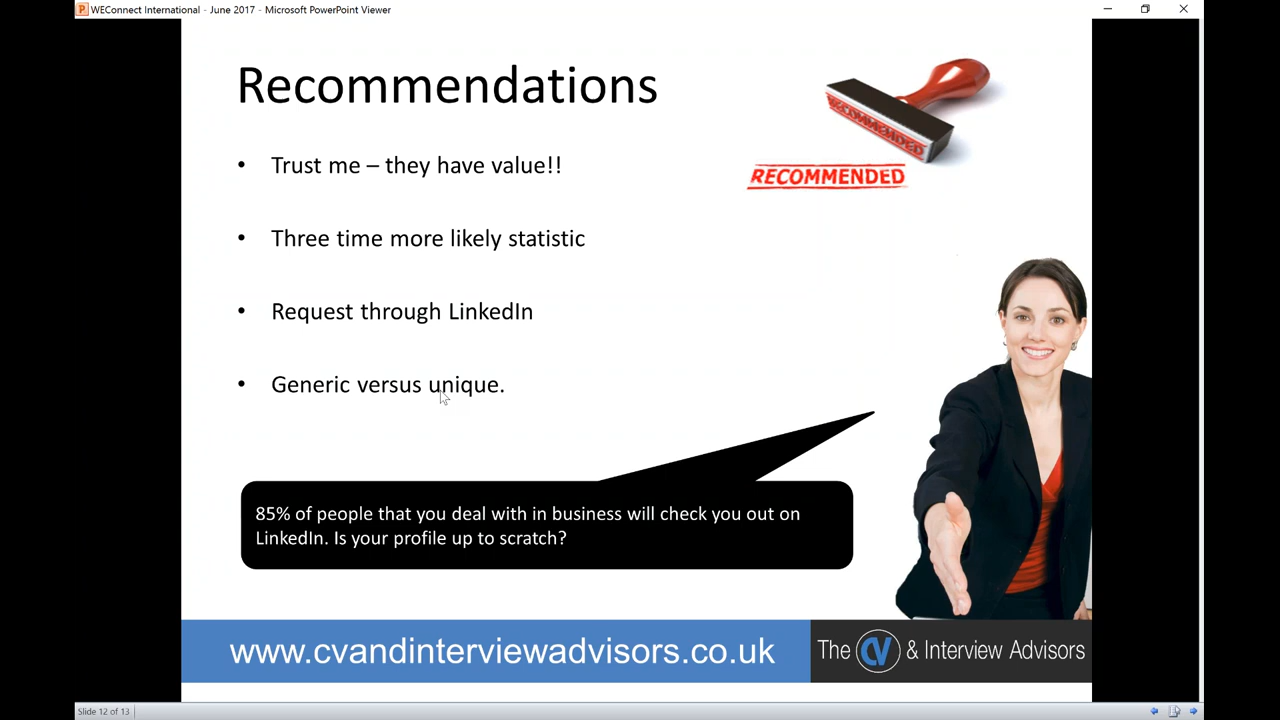 WEConnect International - June 2017 - Microsoft PowerPoint Viewer
Recommendations
RECOMMENDED
RECOMMENDED
• Trust me – they have value!!
• Three time more likely statistic
• Request through LinkedIn
• Generic versus unique.
85% of people that you deal with in business will check you out on
LinkedIn. Is your profile up to scratch?
www.cvandinterviewadvisors.co.uk
The CV & Interview Advisors
Slide 12 of 13